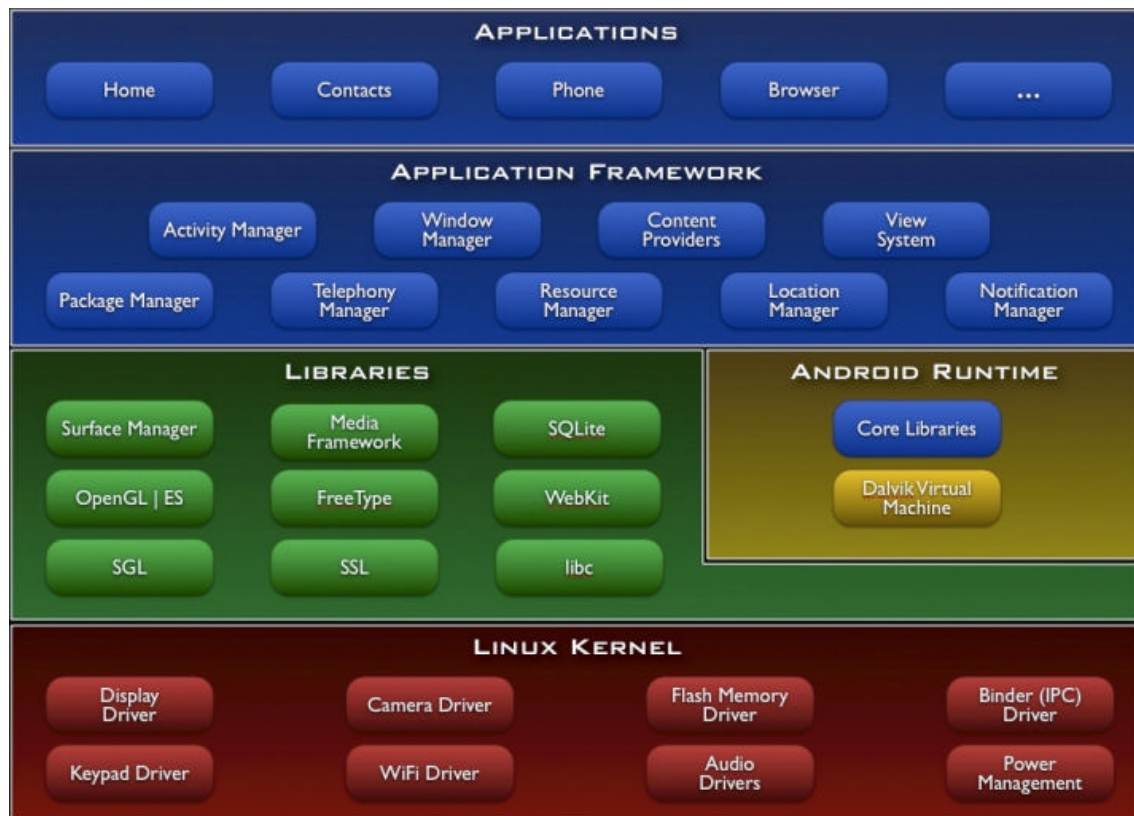 APPLICATIONS
Home
Contacts
Phone
Browser
...
APPLICATION FRAMEWORK
Activity Manager
Window
Manager
Content
Providers
View
System
Package Manager
Telephony
Manager
Resource
Manager
Location
Manager
Notification
Manager
LIBRARIES
Surface Manager
Media
Framework
SQLite
OpenGL | ES
FreeType
WebKit
SGL
SSL
libc
ANDROID RUNTIME
Core Libraries
Dalvik Virtual
Machine
LINUX KERNEL
Display
Driver
Camera Driver
Flash Memory
Driver
Binder (IPC)
Driver
Keypad Driver
WiFi Driver
Audio
Drivers
Power
Management